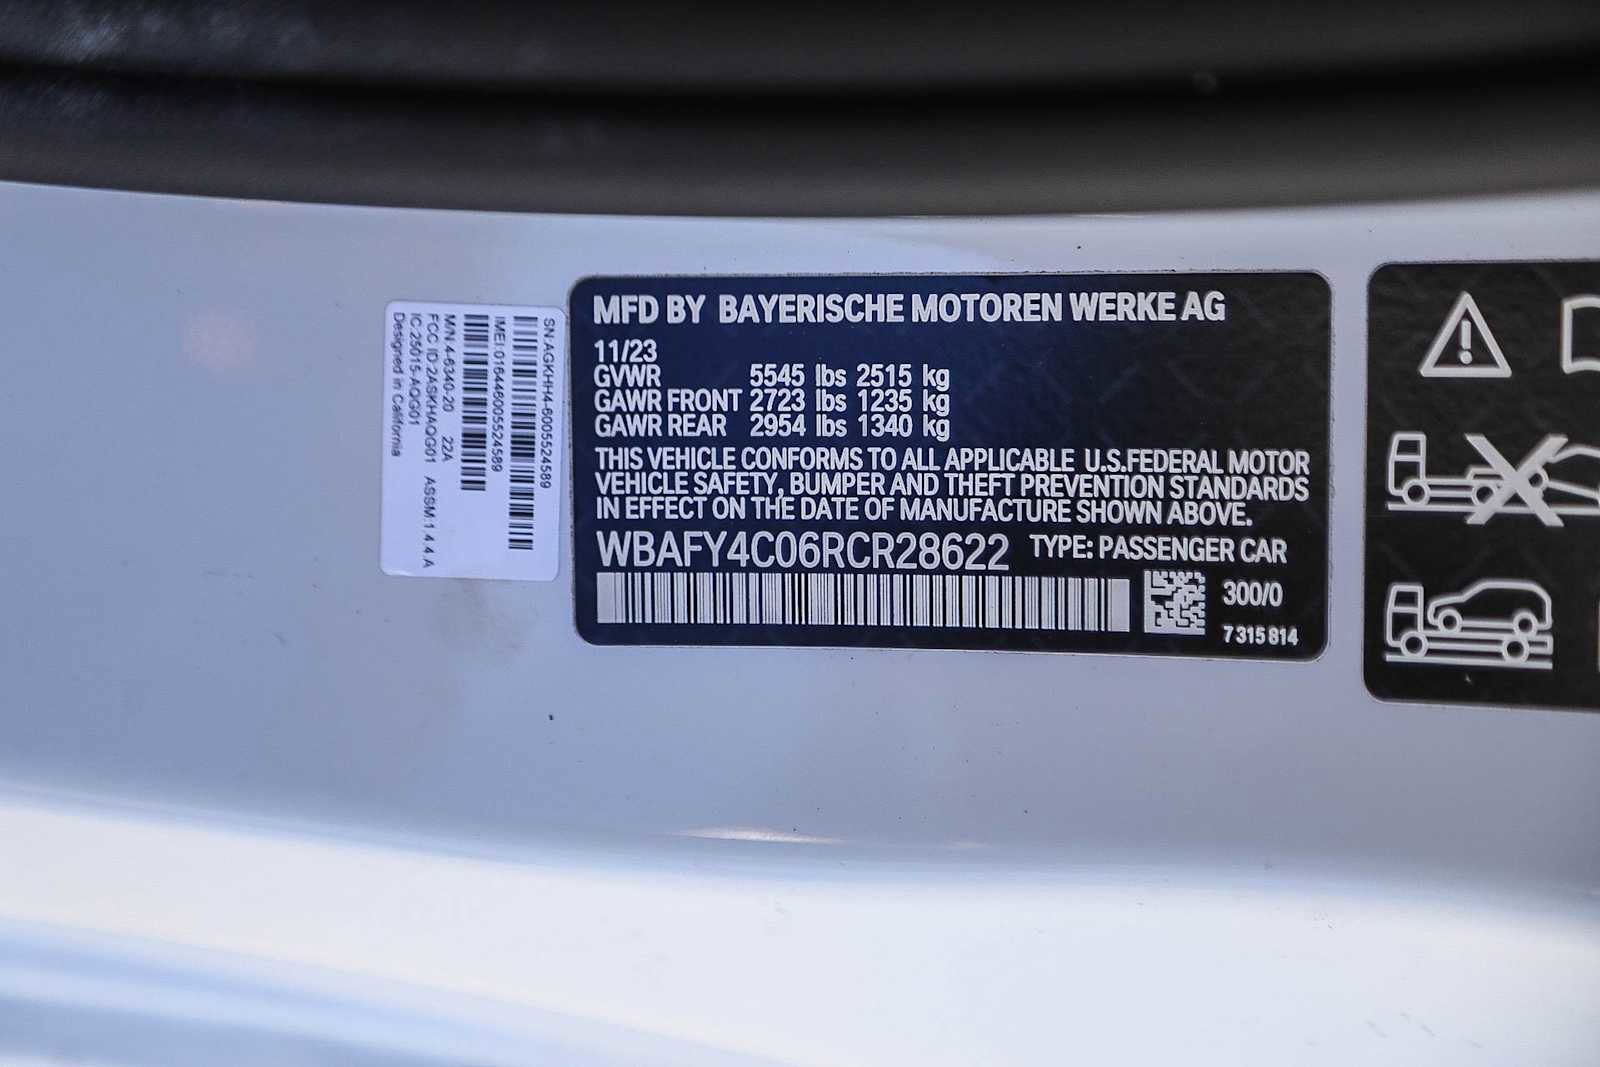 SN:AGKHH4-6005524589
IMEI:016446005524589
M/N:4-6340-20 22A
FCC ID:2ASKHAQG01 ASSM:1.4.4.A
IC:25015-AQG01
Designed in California
MFD BY BAYERISCHE MOTOREN WERKE AG
11/23
GVWR 5545 lbs 2515 kg
GAWR FRONT 2723 lbs 1235 kg
GAWR REAR 2954 lbs 1340 kg
THIS VEHICLE CONFORMS TO ALL APPLICABLE U.S.FEDERAL MOTOR
VEHICLE SAFETY, BUMPER AND THEFT PREVENTION STANDARDS
IN EFFECT ON THE DATE OF MANUFACTURE SHOWN ABOVE.
WBAFY4C06RCR28622 TYPE: PASSENGER CAR
300/0
7 315 814